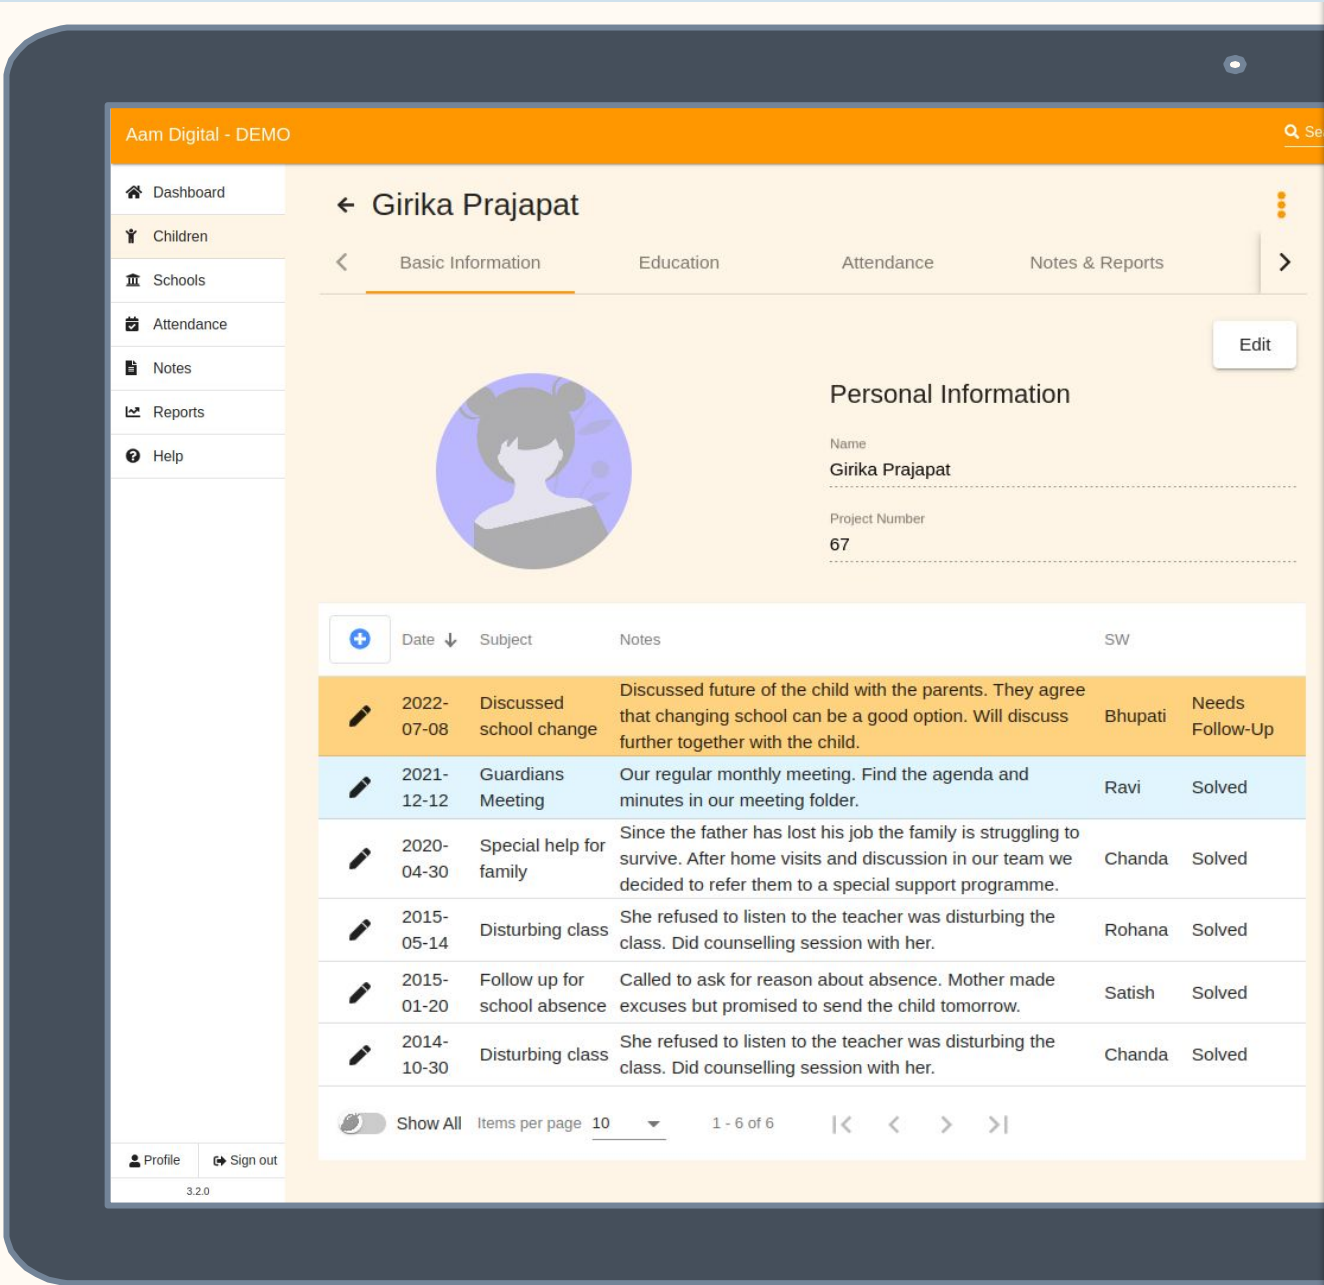 Aam Digital - DEMO
Dashboard
Children
Schools
Attendance
Notes
Reports
Help
Profile
Sign out
3.2.0
Girika Prajapat
Basic Information Education Attendance Notes & Reports
Edit
Personal Information
Name
Girika Prajapat
Project Number
67
Date Subject Notes SW
2022-
07-08
Discussed
school change
Discussed future of the child with the parents. They agree
that changing school can be a good option. Will discuss
further together with the child.
Bhupati
Needs
Follow-Up
2021-
12-12
Guardians
Meeting
Our regular monthly meeting. Find the agenda and
minutes in our meeting folder.
Ravi
Solved
2020-
04-30
Special help for
family
Since the father has lost his job the family is struggling to
survive. After home visits and discussion in our team we
decided to refer them to a special support programme.
Chanda
Solved
2015-
05-14
Disturbing class
She refused to listen to the teacher was disturbing the
class. Did counselling session with her.
Rohana
Solved
2015-
01-20
Follow up for
school absence
Called to ask for reason about absence. Mother made
excuses but promised to send the child tomorrow.
Satish
Solved
2014-
10-30
Disturbing class
She refused to listen to the teacher was disturbing the
class. Did counselling session with her.
Chanda
Solved
Show All Items per page 10 1 - 6 of 6